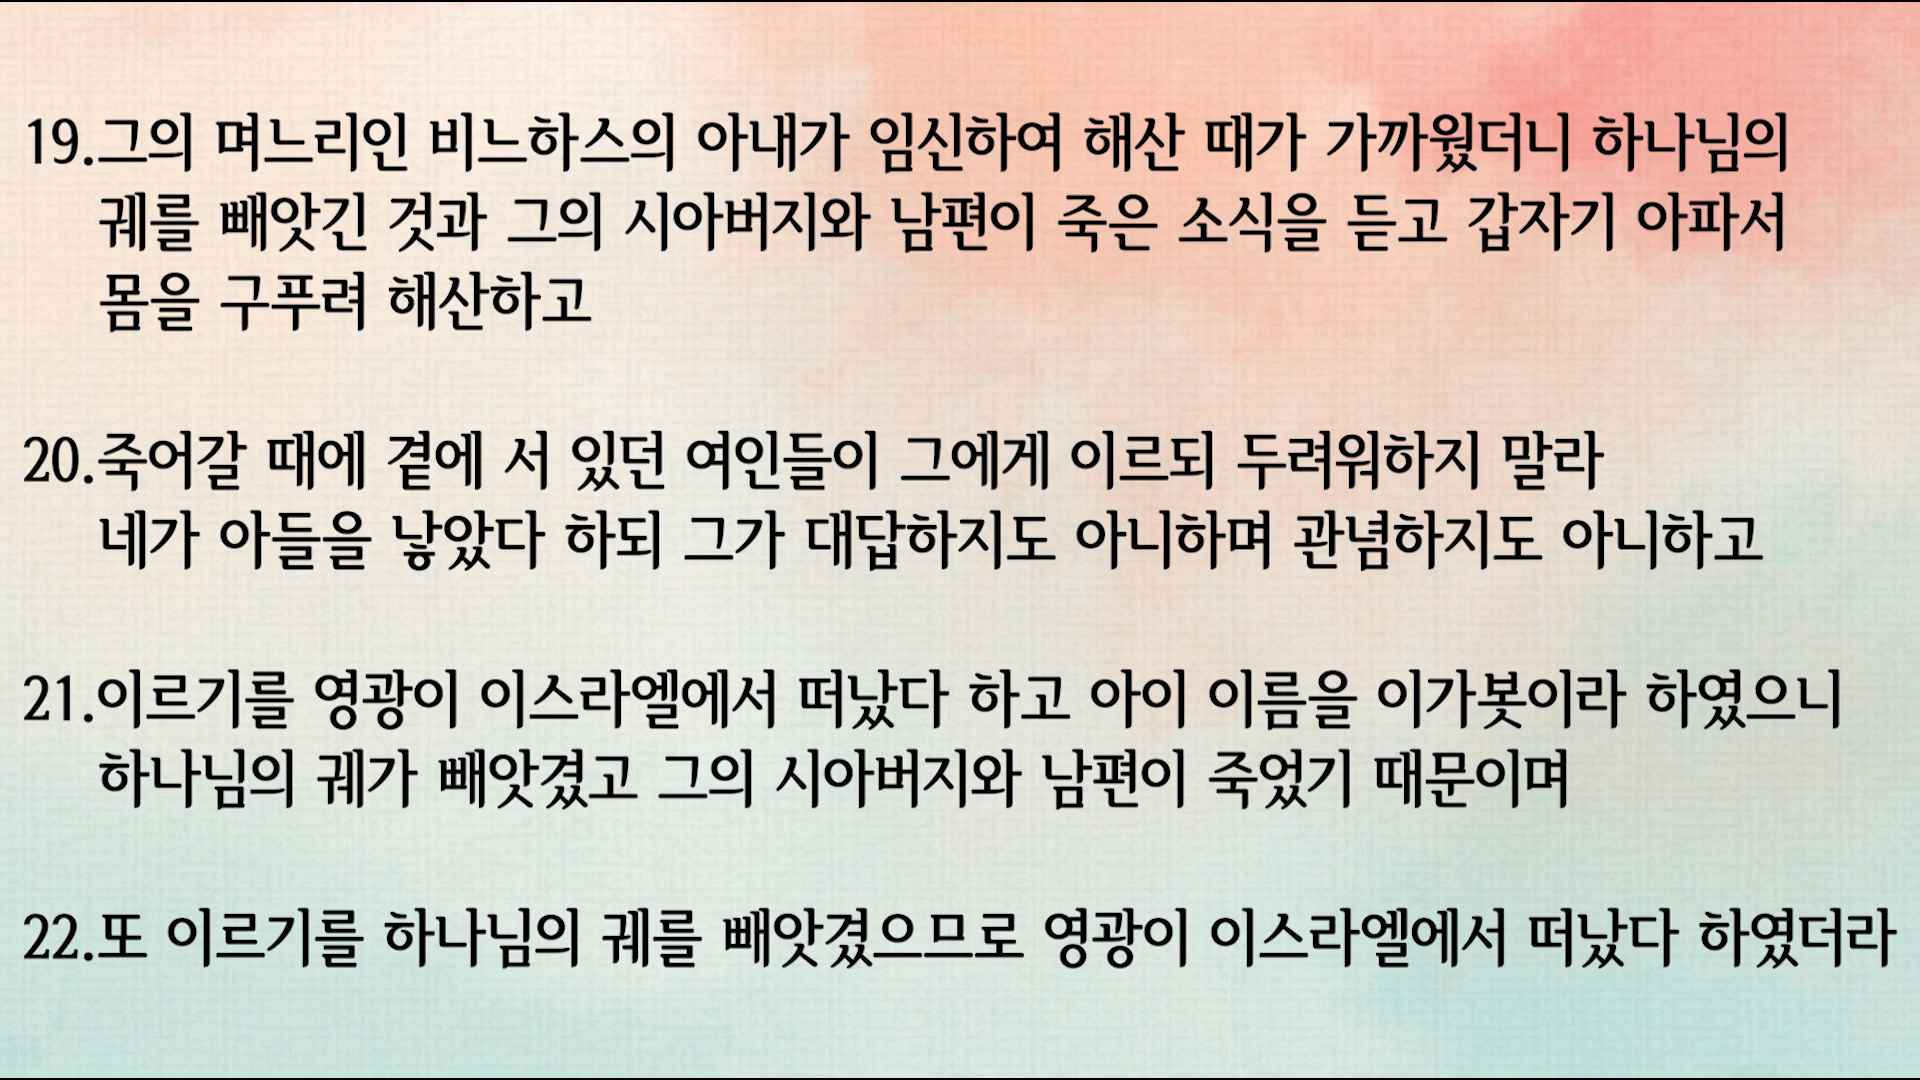 19.그의 며느리인 비느하스의 아내가 임신하여 해산 때가 가까웠더니 하나님의
궤를 빼앗긴 것과 그의 시아버지와 남편이 죽은 소식을 듣고 갑자기 아파서
몸을 구푸려 해산하고
20.죽어갈 때에 곁에 서 있던 여인들이 그에게 이르되 두려워하지 말라
네가 아들을 낳았다 하되 그가 대답하지도 아니하며 관념하지도 아니하고
21.이르기를 영광이 이스라엘에서 떠났다 하고 아이 이름을 이가봇이라 하였으니
하나님의 궤가 빼앗겼고 그의 시아버지와 남편이 죽었기 때문이며
22.또 이르기를 하나님의 궤를 빼앗겼으므로 영광이 이스라엘에서 떠났다 하였더라